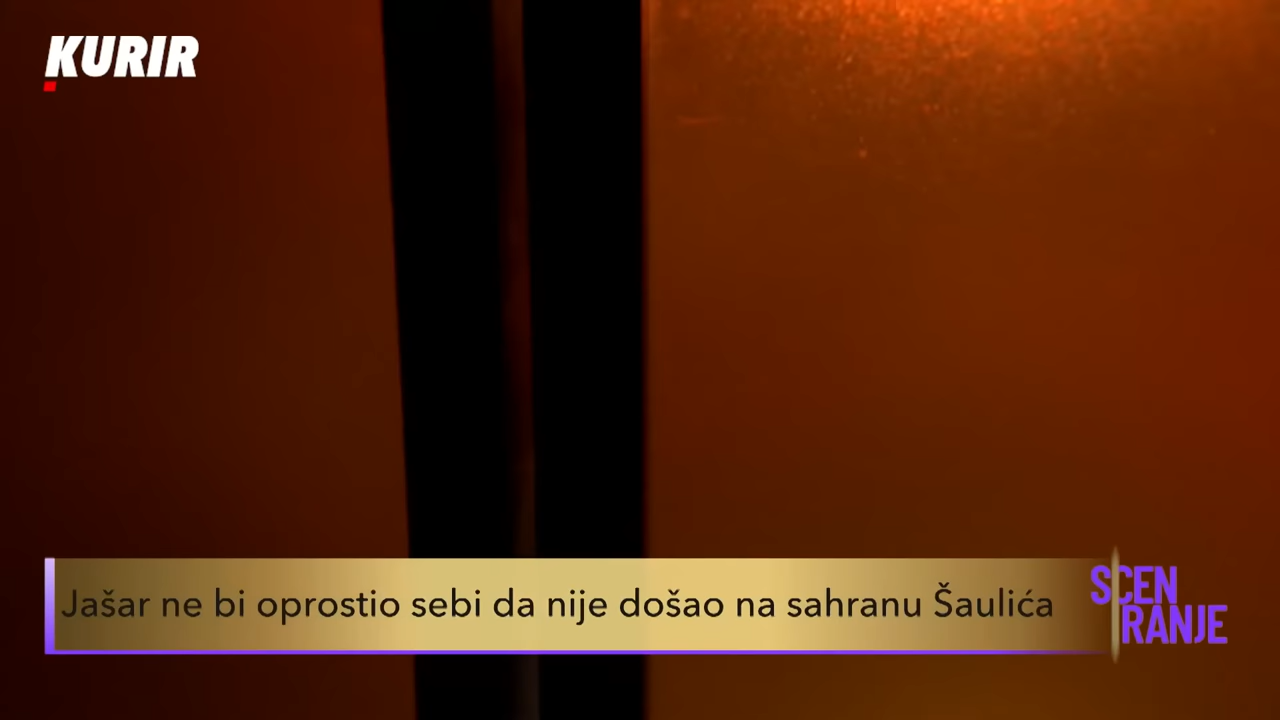 KURIR
Jašar ne bi oprostio sebi da nije došao na sahranu Šaulića
SCEN
RANJE